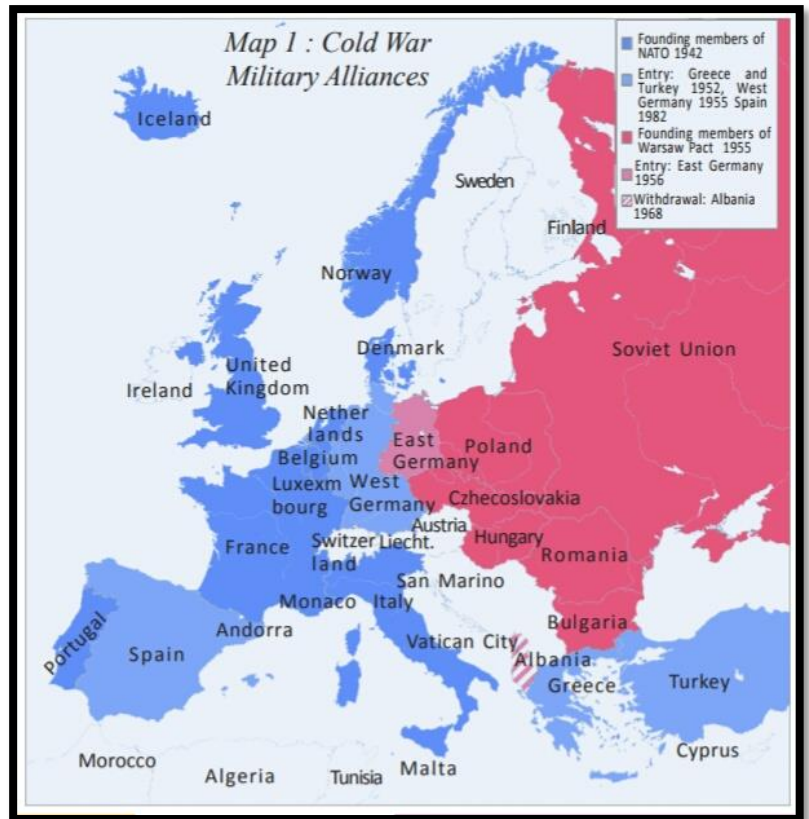 Map 1 : Cold War
Military Alliances
Founding members of
NATO 1942
Entry: Greece and
Turkey 1952, West
Germany 1955 Spain
1982
Founding members of
Warsaw Pact 1955
Entry: East Germany
1956
Withdrawal: Albania
1968
Iceland
Sweden
Finland
Norway
Soviet Union
Denmark
United
Kingdom
Ireland
Nether
lands
Belgium
East
Germany
Poland
Luxexm
bourg
West
Germany
Czhecoslovakia
Austria
France
Switzer
land
Liecht.
Hungary
Romania
San Marino
Monaco
Italy
Bulgaria
Andorra
Portugal
Spain
Vatican City
Albania
Greece
Turkey
Cyprus
Morocco
Algeria
Tunisia
Malta